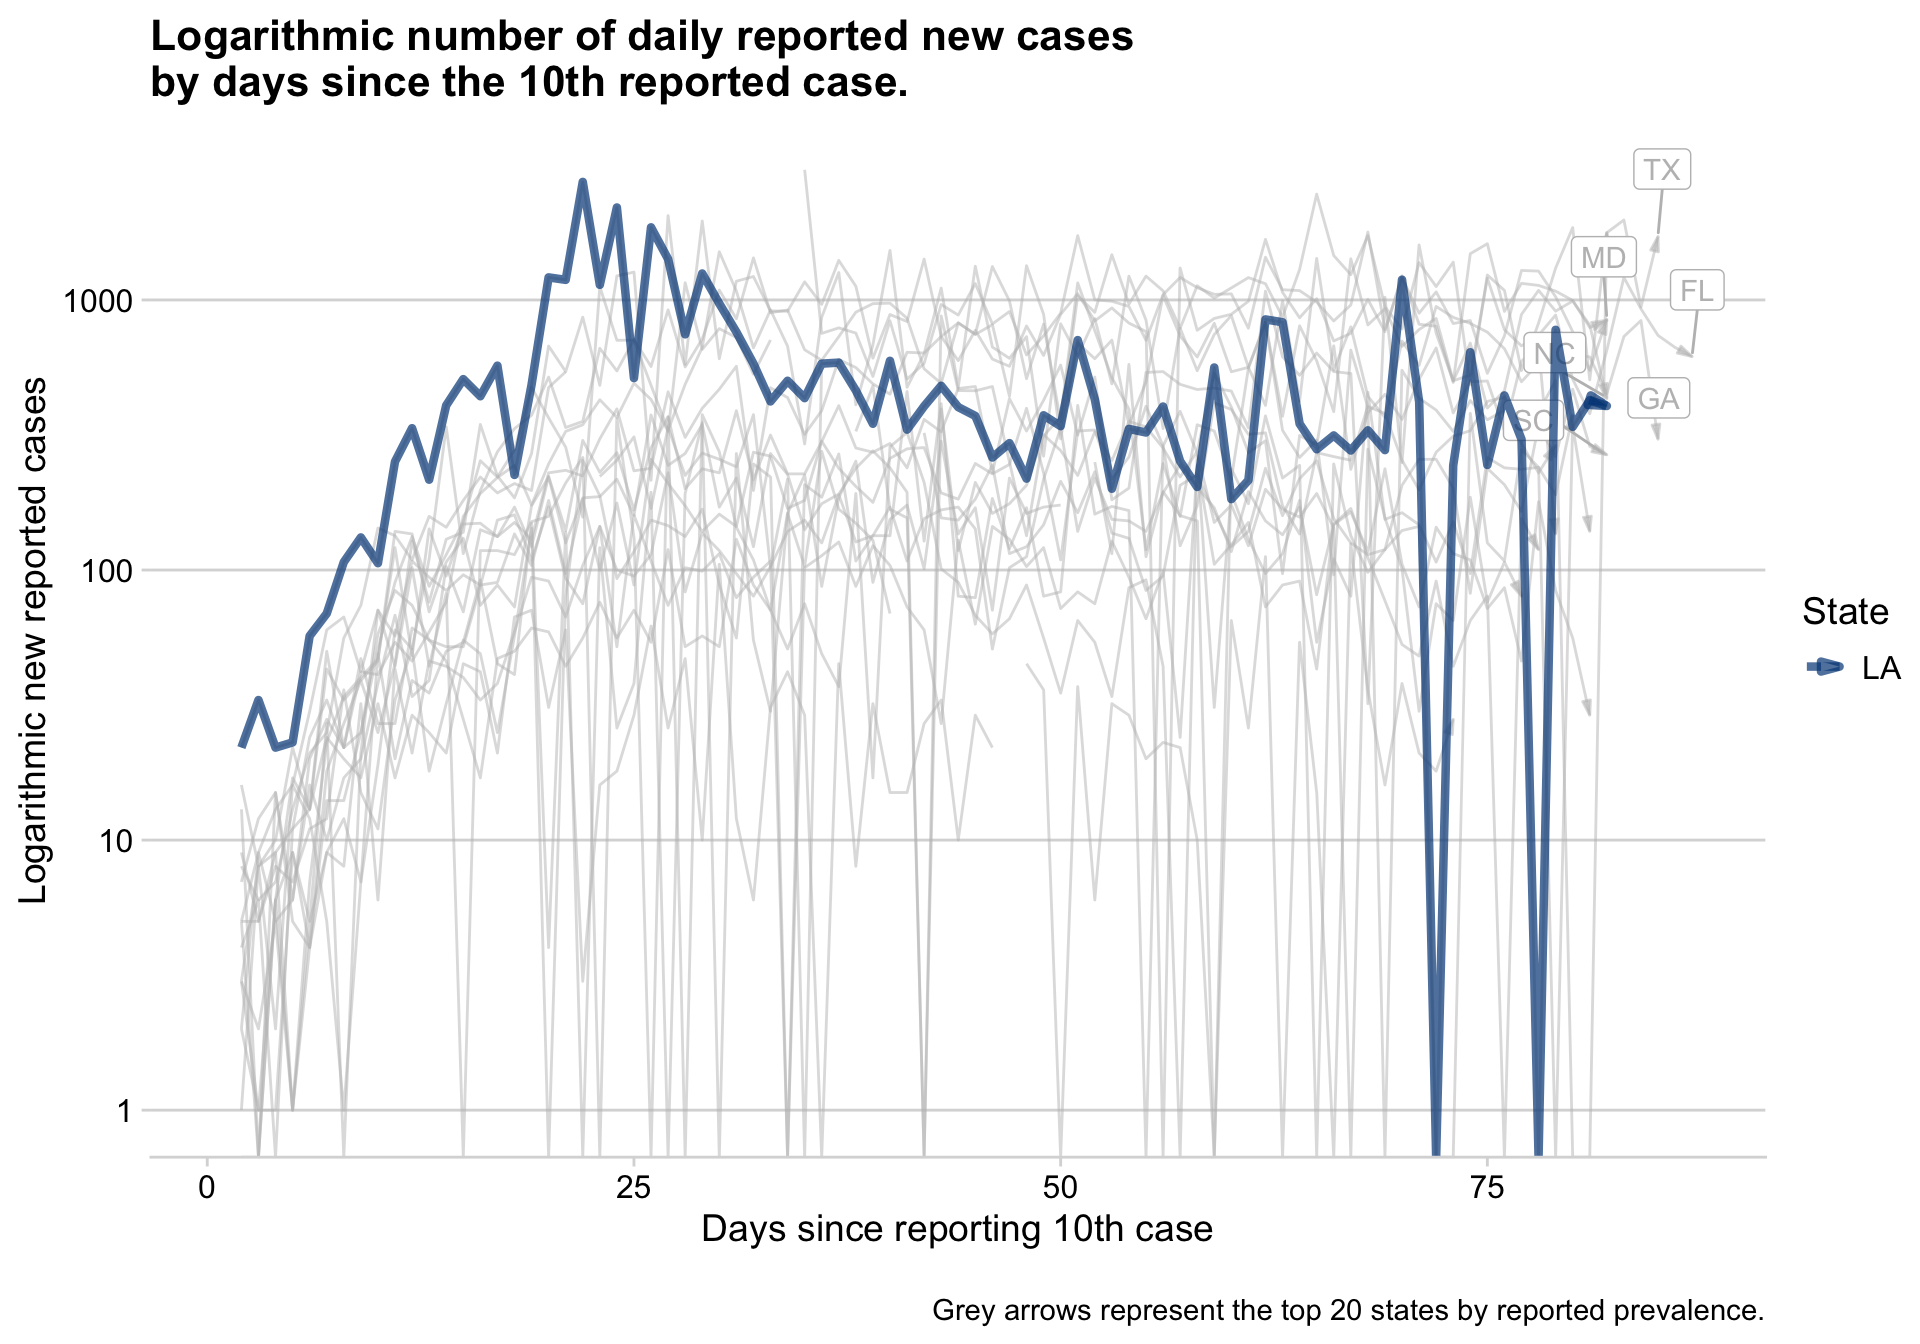 Logarithmic number of daily reported new cases
by days since the 10th reported case.
TX
MD
FL
1000
NC
GA
SC
Logarithmic new reported cases
100
State
LA
10
1
0
25
50
75
Days since reporting 10th case
Grey arrows represent the top 20 states by reported prevalence.